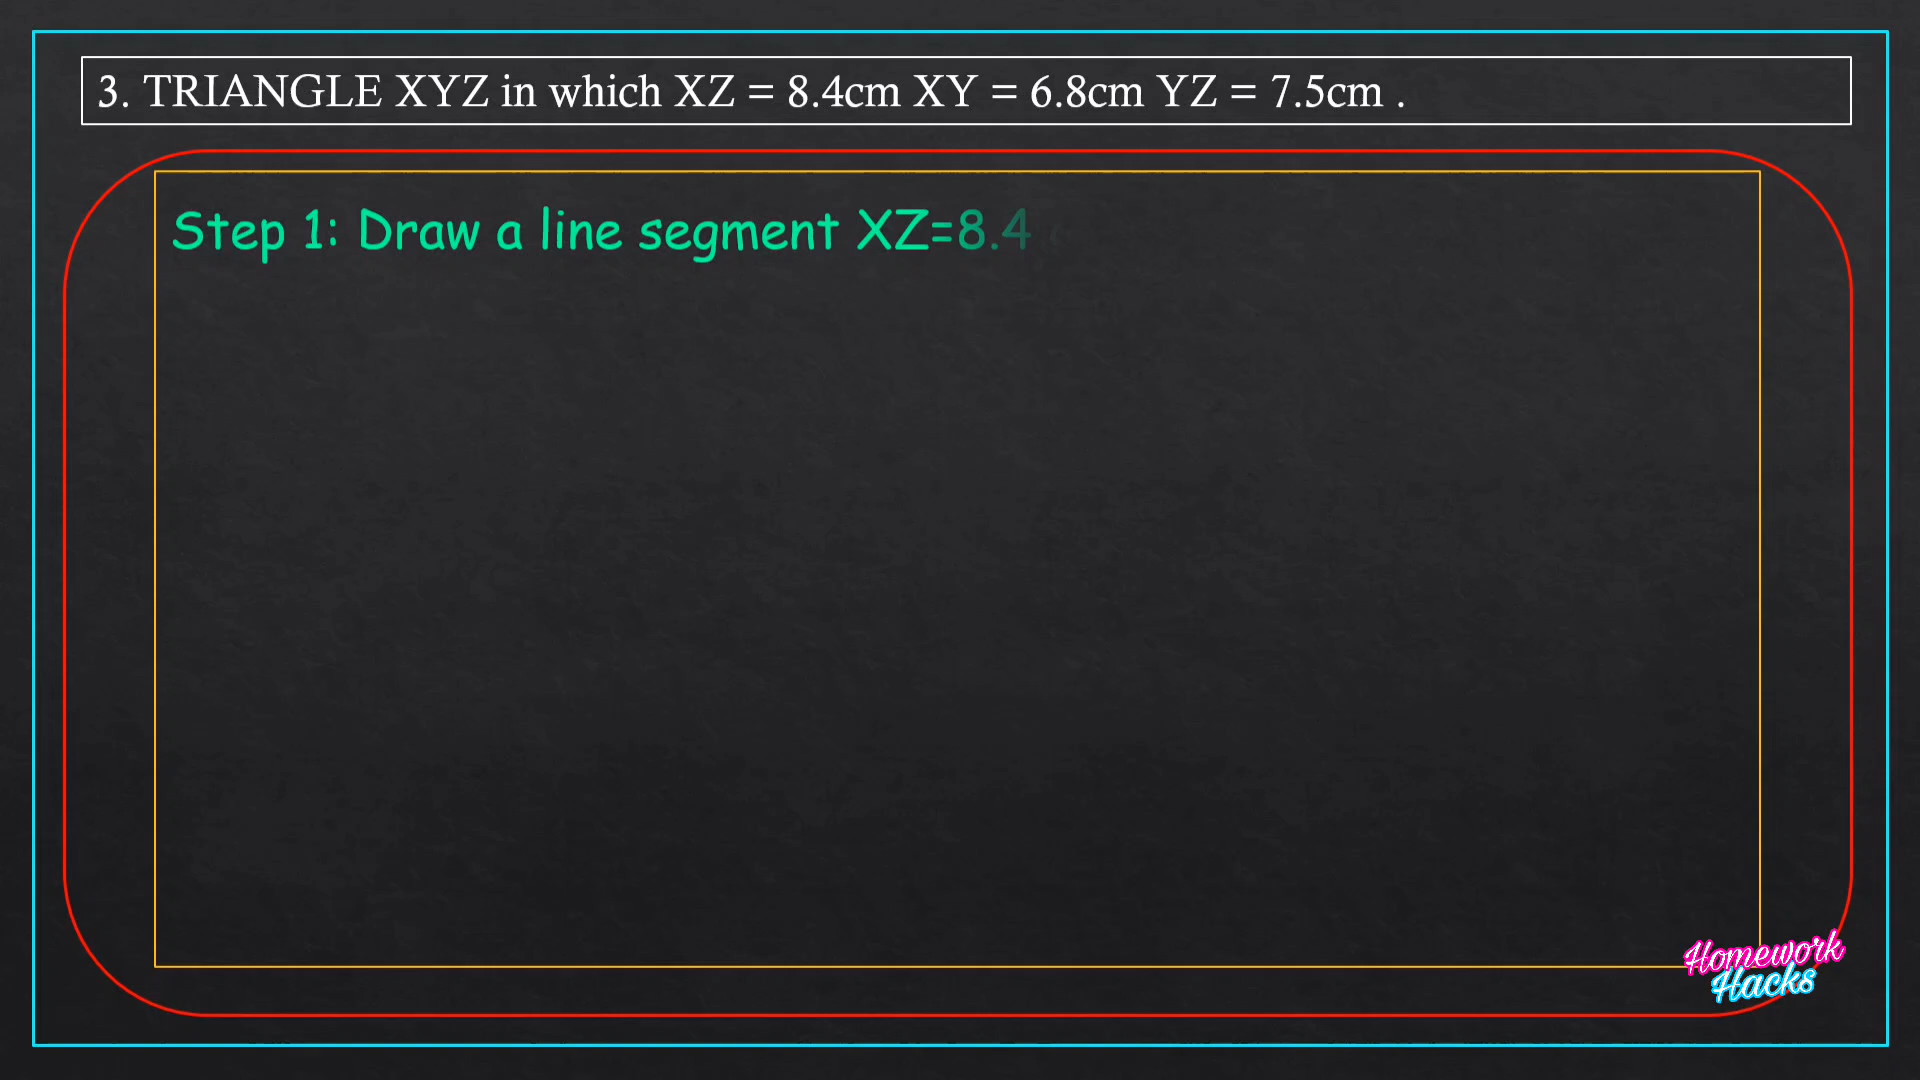 3. TRIANGLE XYZ in which XZ = 8.4cm XY = 6.8cm YZ = 7.5cm .
Step 1: Draw a line segment XZ=8.4
Homework
Hacks